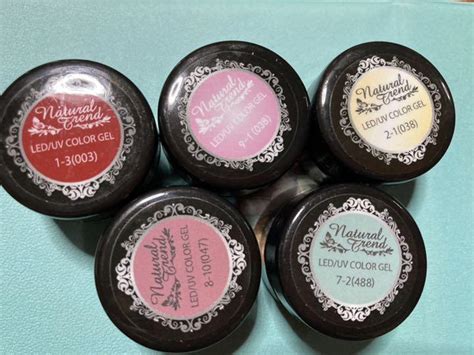 Natural
Trend
LED/UV COLOR GEL
1-3(003)
Natural
Trend
LED/UV COLOR GEL
9-1 (038)
Natural
Trend
LED/UV COLOR GEL
2-1(038)
Natural
Trend
LED/UV COLOR GEL
8-10(047)
Natural
Trend
LED/UV COLOR GEL
7-2(488)